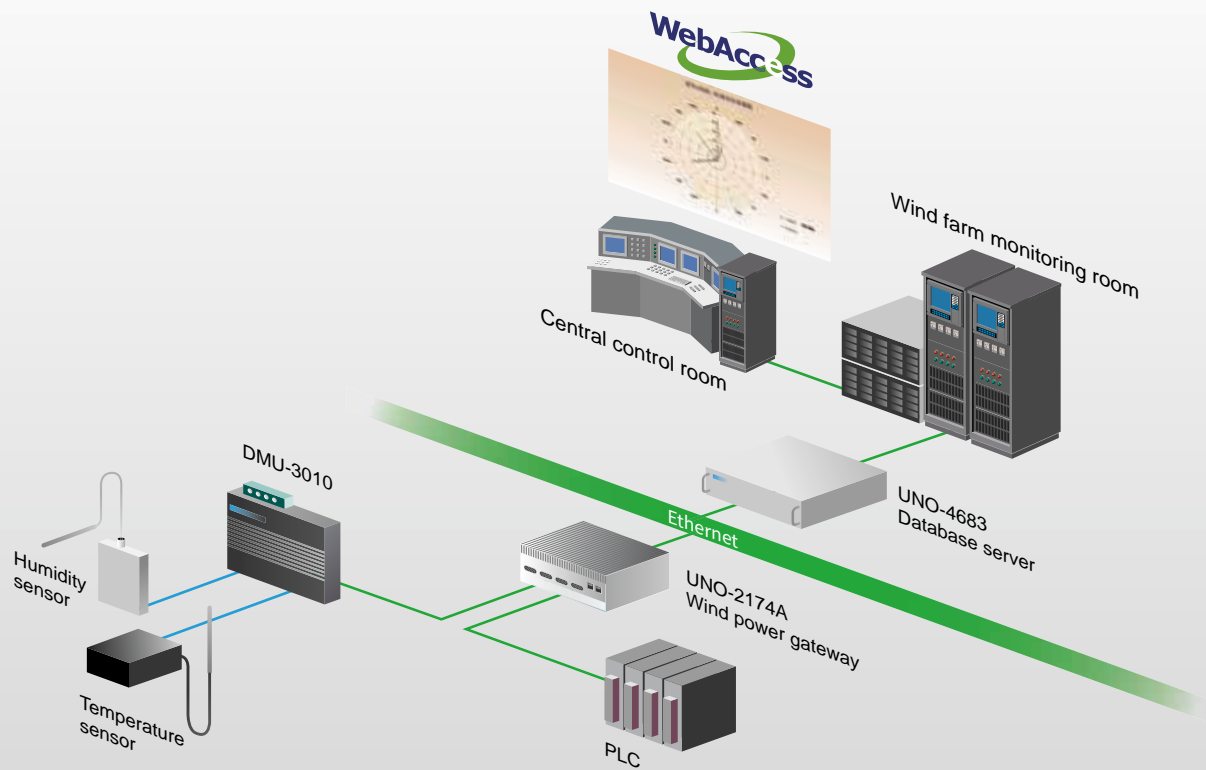 WebAccess
Wind farm monitoring room
Central control room
DMU-3010
UNO-4683
Database server
Ethernet
Humidity
sensor
UNO-2174A
Wind power gateway
Temperature
sensor
PLC